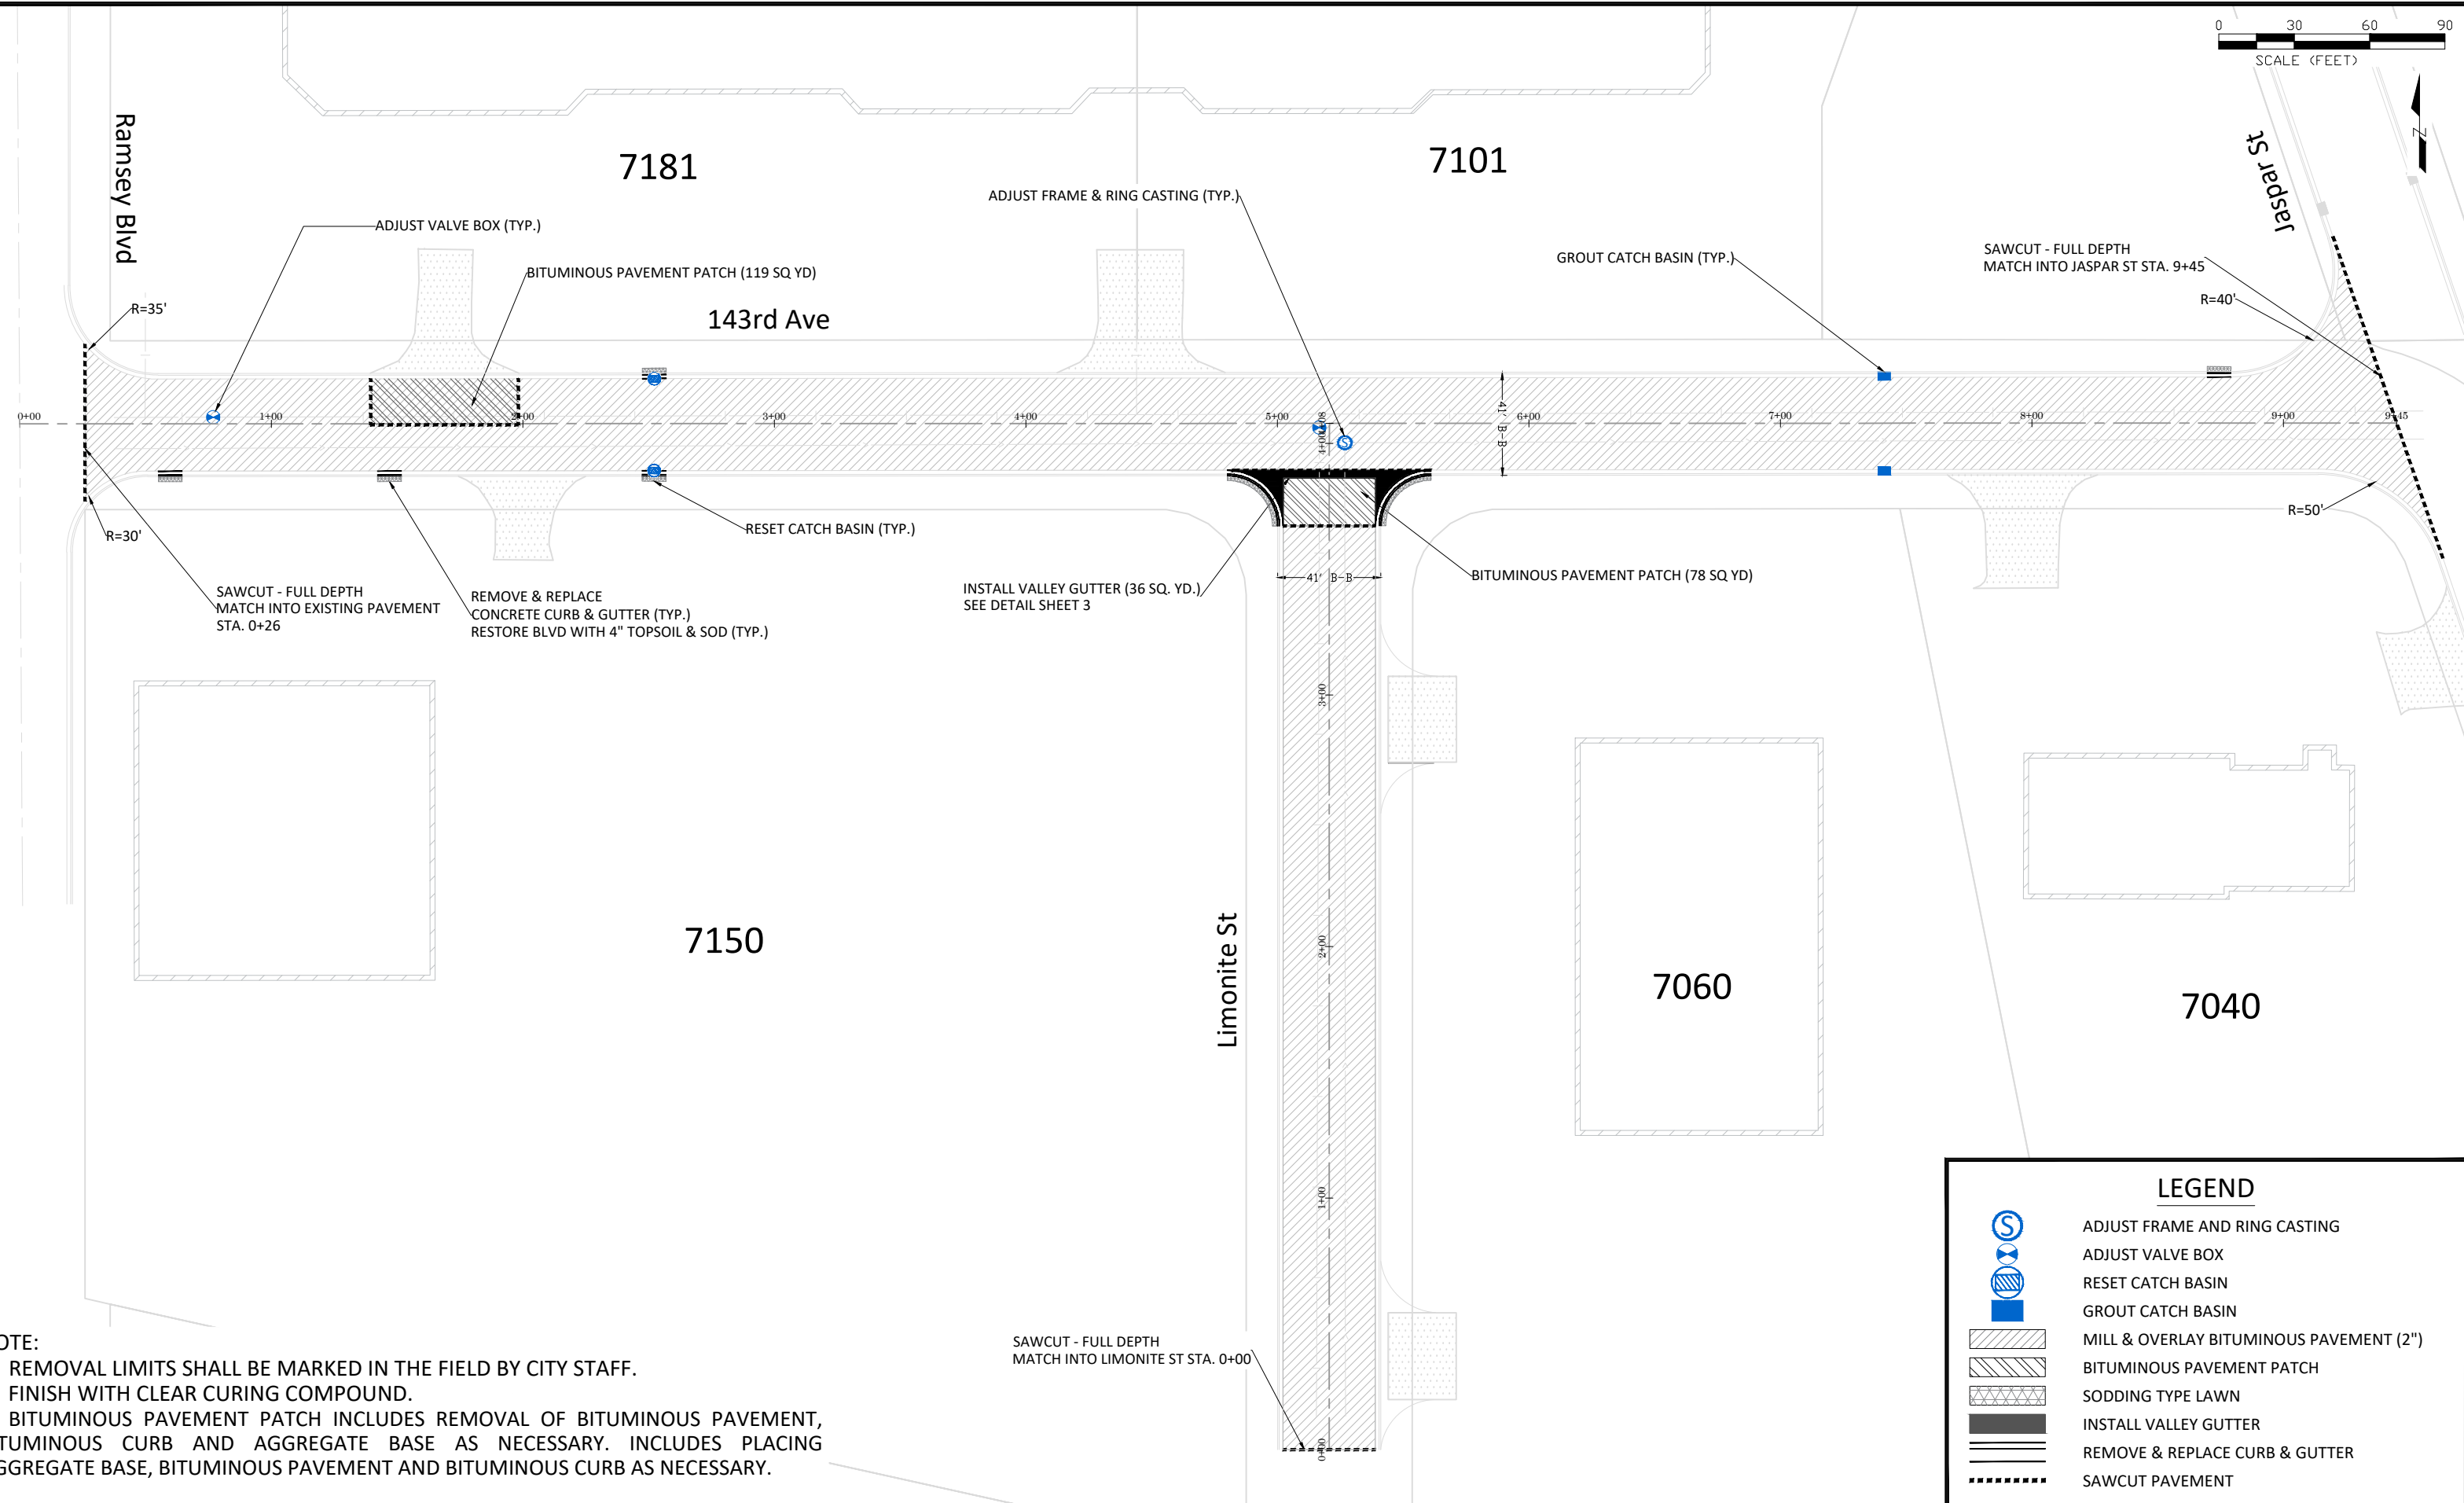 0 30 60 90
SCALE (FEET)
N
Ramsey Blvd
7181
7101
Jaspar St
ADJUST FRAME & RING CASTING (TYP.)
ADJUST VALVE BOX (TYP.)
BITUMINOUS PAVEMENT PATCH (119 SQ YD)
GROUT CATCH BASIN (TYP.)
SAWCUT - FULL DEPTH
MATCH INTO JASPAR ST STA. 9+45
R=35'
R=40'
143rd Ave
0+00 1+00 2+00 3+00 4+00 5+00 6+00 7+00 8+00 9+00 9+45
41' B-B
S
R=30'
RESET CATCH BASIN (TYP.)
R=50'
SAWCUT - FULL DEPTH
MATCH INTO EXISTING PAVEMENT
STA. 0+26
REMOVE & REPLACE
CONCRETE CURB & GUTTER (TYP.)
RESTORE BLVD WITH 4" TOPSOIL & SOD (TYP.)
INSTALL VALLEY GUTTER (36 SQ. YD.)
SEE DETAIL SHEET 3
41' B-B
BITUMINOUS PAVEMENT PATCH (78 SQ YD)
4+00
3+00
2+00
1+00
0+00
7150
Limonite St
7060
7040
SAWCUT - FULL DEPTH
MATCH INTO LIMONITE ST STA. 0+00
OTE:
REMOVAL LIMITS SHALL BE MARKED IN THE FIELD BY CITY STAFF.
FINISH WITH CLEAR CURING COMPOUND.
BITUMINOUS PAVEMENT PATCH INCLUDES REMOVAL OF BITUMINOUS PAVEMENT,
TUMINOUS CURB AND AGGREGATE BASE AS NECESSARY. INCLUDES PLACING
GGREGATE BASE, BITUMINOUS PAVEMENT AND BITUMINOUS CURB AS NECESSARY.
LEGEND
S ADJUST FRAME AND RING CASTING
ADJUST VALVE BOX
RESET CATCH BASIN
GROUT CATCH BASIN
MILL & OVERLAY BITUMINOUS PAVEMENT (2")
BITUMINOUS PAVEMENT PATCH
SODDING TYPE LAWN
INSTALL VALLEY GUTTER
REMOVE & REPLACE CURB & GUTTER
SAWCUT PAVEMENT